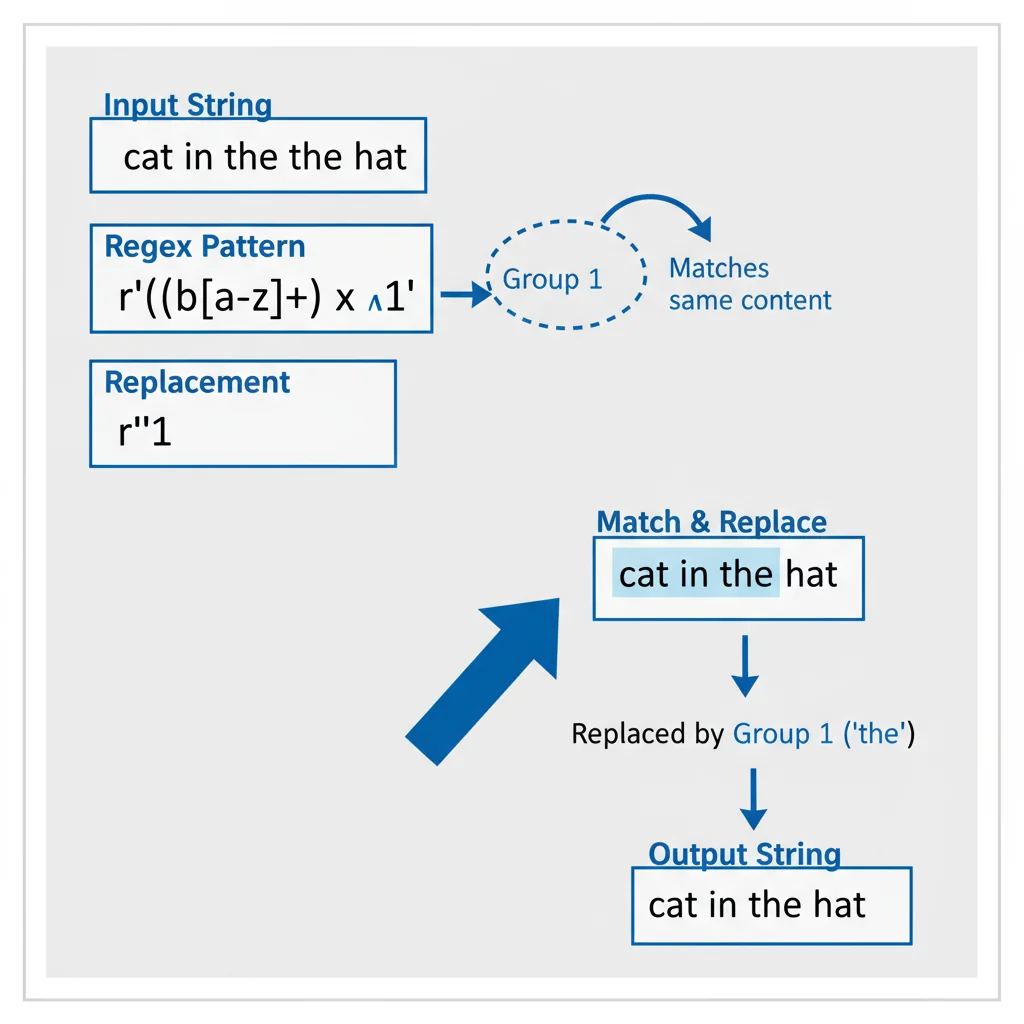 Input String
cat in the the hat
Regex Pattern
r'((b[a-z]+) x ʌ1'
Group 1
Matches
same content
Replacement
r"1
Match & Replace
cat in the hat
Replaced by Group 1 ('the')
Output String
cat in the hat